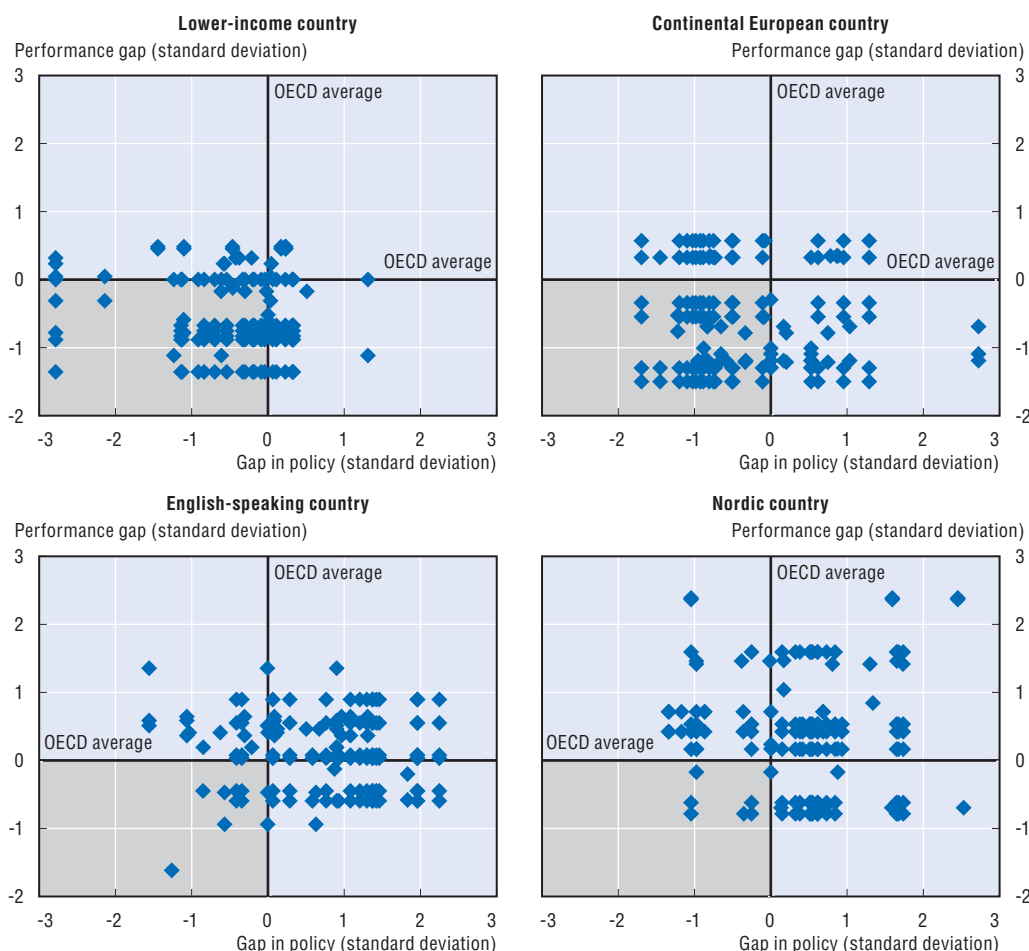 Lower-income country
Performance gap (standard deviation)
3
OECD average
2
1
OECD average
0
-1
-2
-3 -2 -1 0 1 2 3
Gap in policy (standard deviation)
Continental European country
Performance gap (standard deviation)
3
OECD average
2
1
OECD average
0
-1
-2
-3 -2 -1 0 1 2 3
Gap in policy (standard deviation)
English-speaking country
Performance gap (standard deviation)
3
OECD average
2
1
OECD average
0
-1
-2
-3 -2 -1 0 1 2 3
Gap in policy (standard deviation)
Nordic country
Performance gap (standard deviation)
3
OECD average
2
1
OECD average
0
-1
-2
-3 -2 -1 0 1 2 3
Gap in policy (standard deviation)